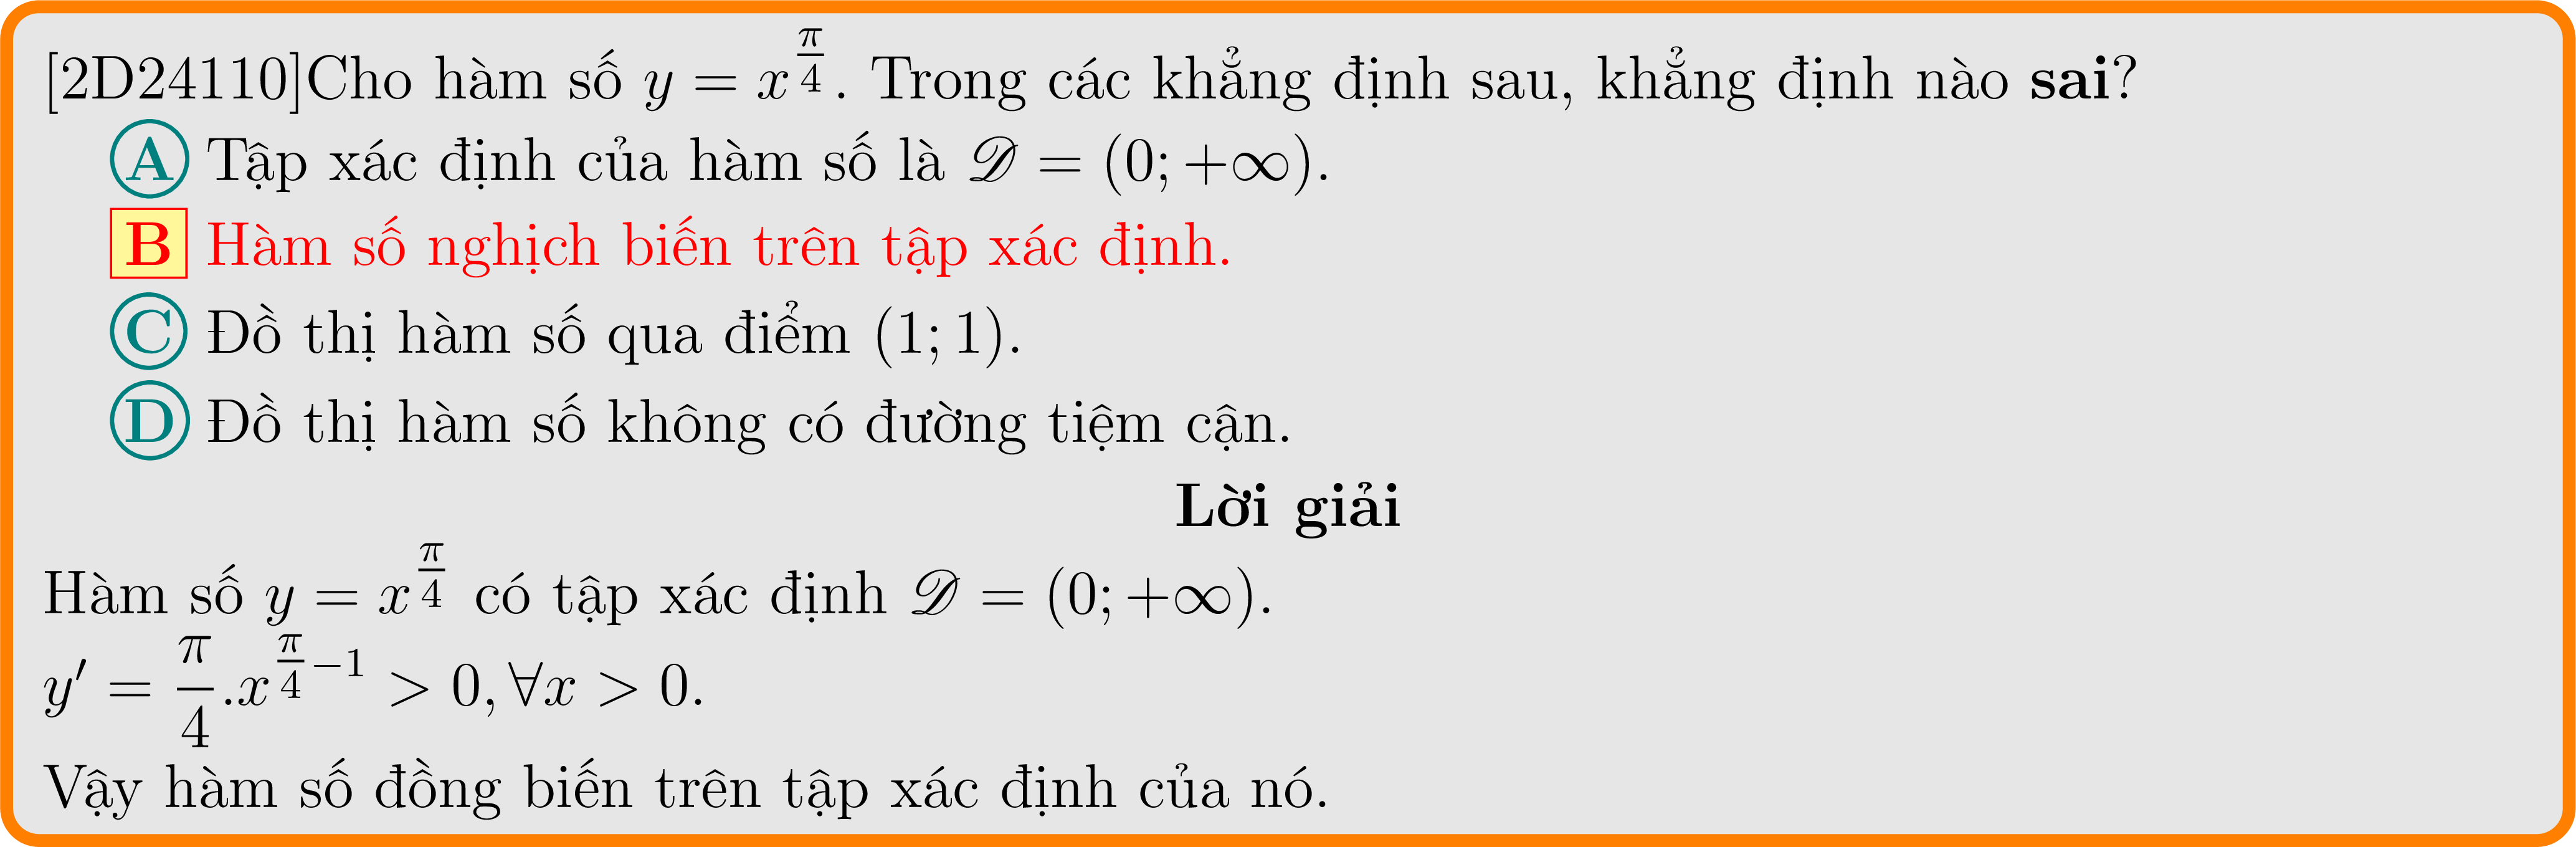 [2D24110]Cho hàm số $y = x^{\frac{\pi}{4}}$. Trong các khẳng định sau, khẳng định nào sai?
A Tập xác định của hàm số là $\mathscr{D} = (0; +\infty)$.
B Hàm số nghịch biến trên tập xác định.
C Đồ thị hàm số qua điểm $(1; 1)$.
D Đồ thị hàm số không có đường tiệm cận.
Lời giải
Hàm số $y = x^{\frac{\pi}{4}}$ có tập xác định $\mathscr{D} = (0; +\infty)$.
$y' = \frac{\pi}{4}.x^{\frac{\pi}{4}-1} > 0, \forall x > 0$.
Vậy hàm số đồng biến trên tập xác định của nó.